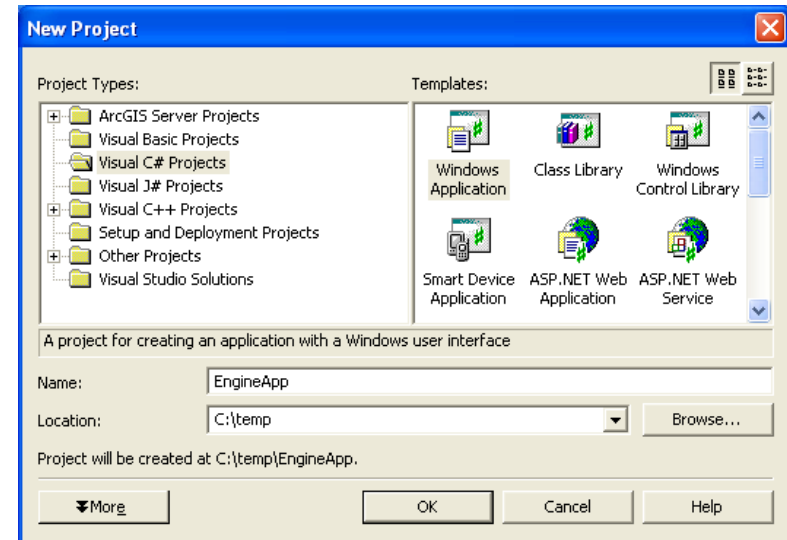 New Project
Project Types:
Templates:
ArcGIS Server Projects
Visual Basic Projects
Visual C# Projects
Visual J# Projects
Visual C++ Projects
Setup and Deployment Projects
Other Projects
Visual Studio Solutions
Windows
Application
Class Library
Windows
Control Library
Smart Device
Application
ASP.NET Web
Application
ASP.NET Web
Service
A project for creating an application with a Windows user interface
Name:
EngineApp
Location:
C:\temp
Browse...
Project will be created at C:\temp\EngineApp.
More
OK
Cancel
Help